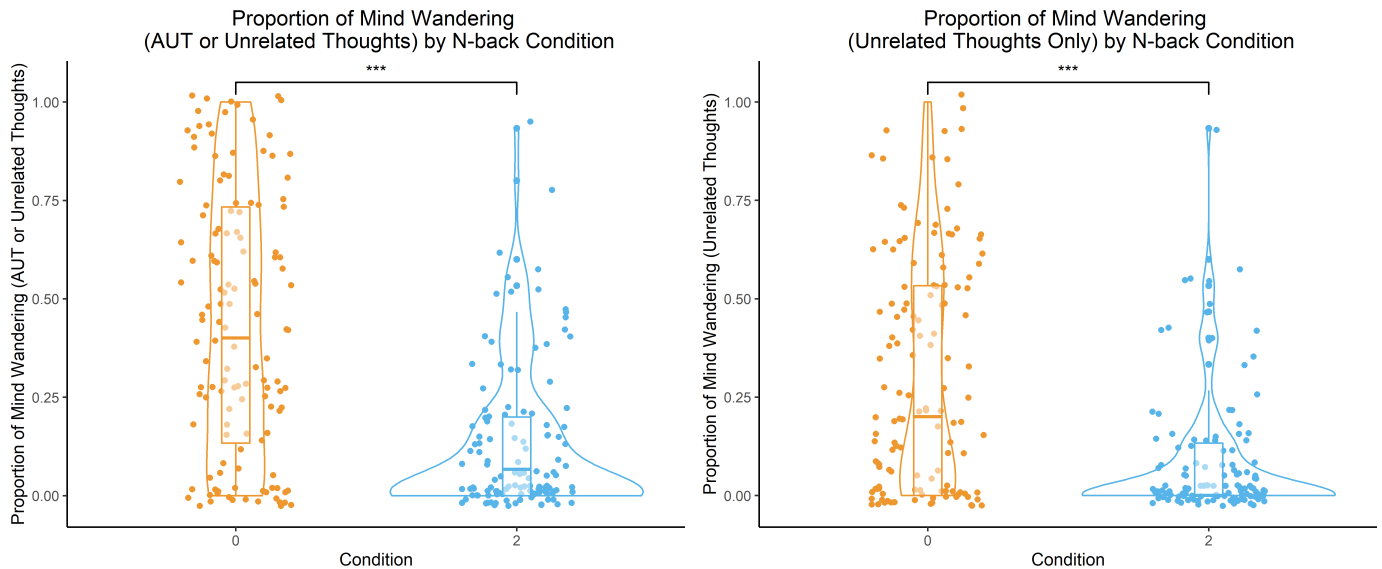 Proportion of Mind Wandering
(AUT or Unrelated Thoughts) by N-back Condition
Proportion of Mind Wandering (AUT or Unrelated Thoughts)
***
1.00
0.75
0.50
0.25
0.00
0
2
Condition
Proportion of Mind Wandering
(Unrelated Thoughts Only) by N-back Condition
Proportion of Mind Wandering (Unrelated Thoughts)
***
1.00
0.75
0.50
0.25
0.00
0
2
Condition